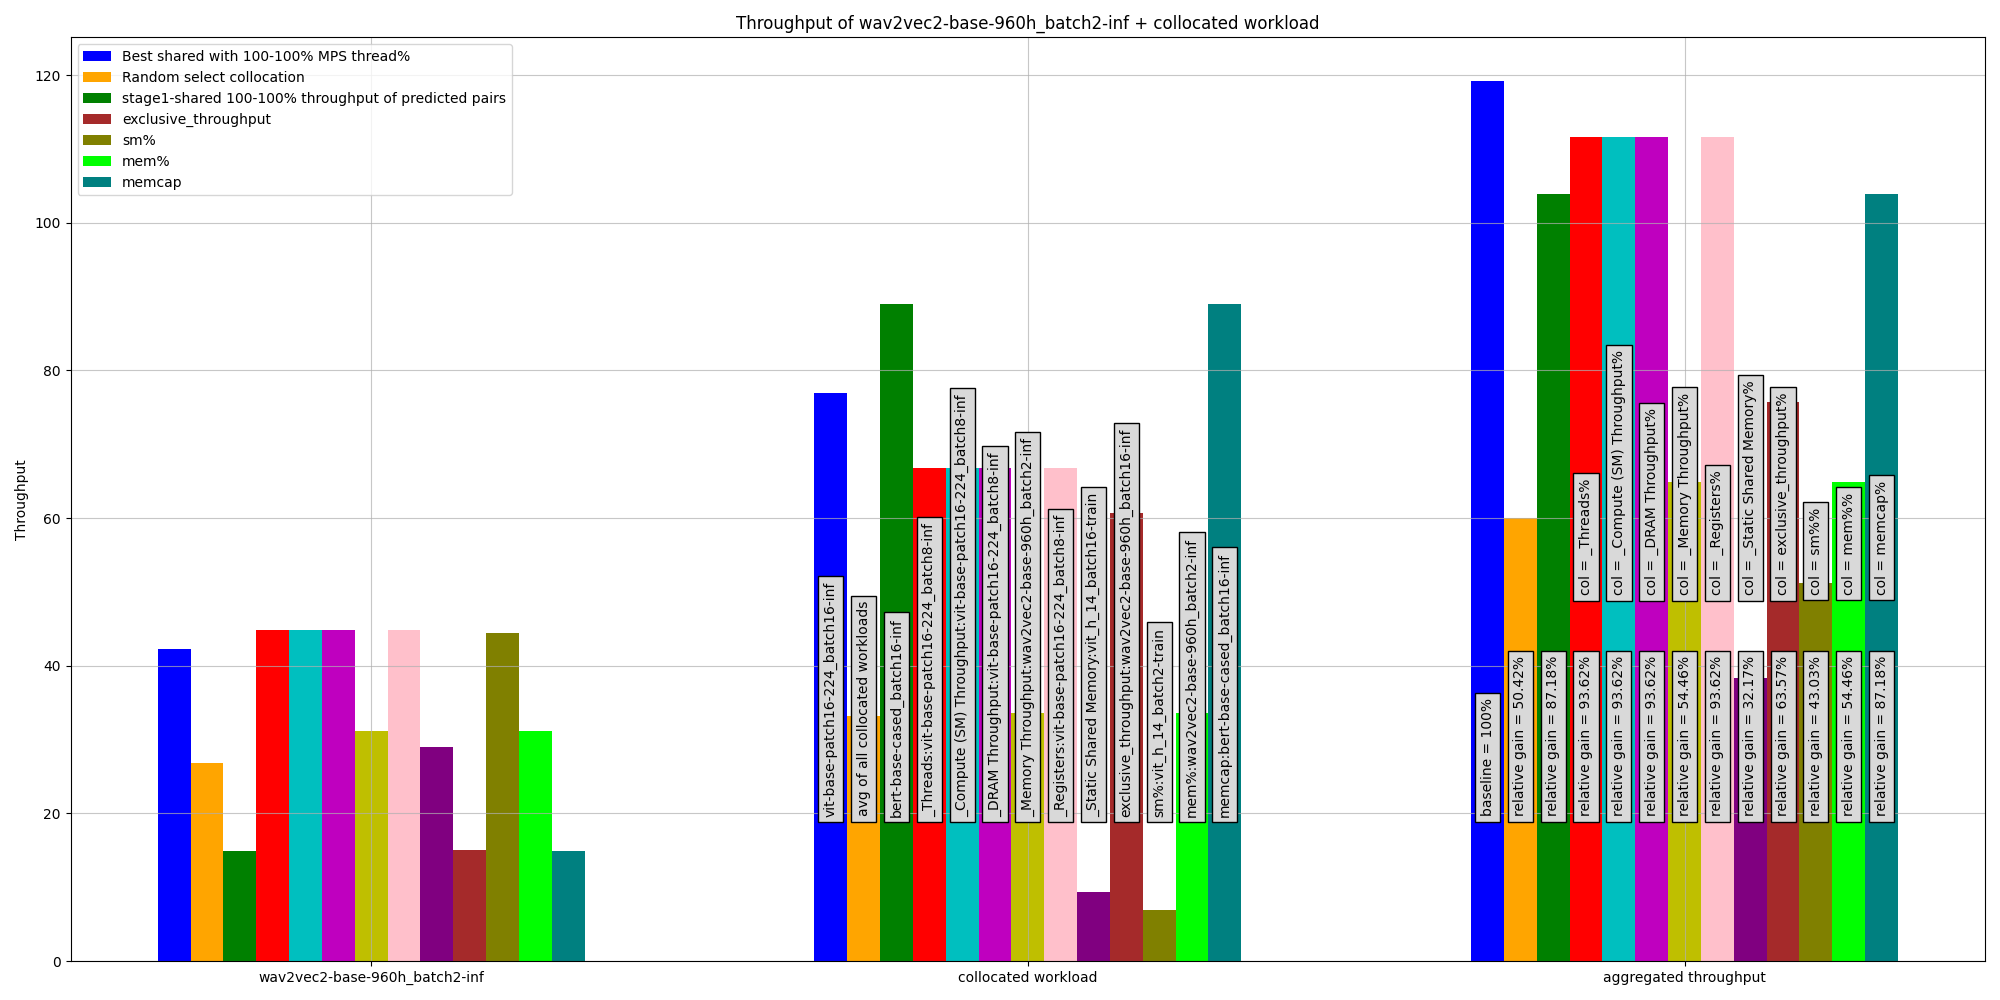 Throughput of wav2vec2-base-960h_batch2-inf + collocated workload
Best shared with 100-100% MPS thread%
Random select collocation
stage1-shared 100-100% throughput of predicted pairs
exclusive_throughput
sm%
mem%
memcap
Throughput
120
100
80
60
40
20
0
vit-base-patch16-224_batch16-inf
avg of all collocated workloads
bert-base-cased_batch16-inf
_Threads:vit-base-patch16-224_batch8-inf
_Compute (SM) Throughput:vit-base-patch16-224_batch8-inf
_DRAM Throughput:vit-base-patch16-224_batch8-inf
_Memory Throughput:wav2vec2-base-960h_batch2-inf
_Registers:vit-base-patch16-224_batch8-inf
_Static Shared Memory:vit_h_14_batch16-train
exclusive_throughput:wav2vec2-base-960h_batch16-inf
sm%:vit_h_14_batch2-train
mem%:wav2vec2-base-960h_batch2-inf
memcap:bert-base-cased_batch16-inf
col = _Threads%
col = _Compute (SM) Throughput%
col = _DRAM Throughput%
col = _Memory Throughput%
col = _Registers%
col = _Static Shared Memory%
col = exclusive_throughput%
col = sm%%
col = mem%%
col = memcap%
baseline = 100%
relative gain = 50.42%
relative gain = 87.18%
relative gain = 93.62%
relative gain = 93.62%
relative gain = 93.62%
relative gain = 54.46%
relative gain = 93.62%
relative gain = 32.17%
relative gain = 63.57%
relative gain = 43.03%
relative gain = 54.46%
relative gain = 87.18%
wav2vec2-base-960h_batch2-inf
collocated workload
aggregated throughput